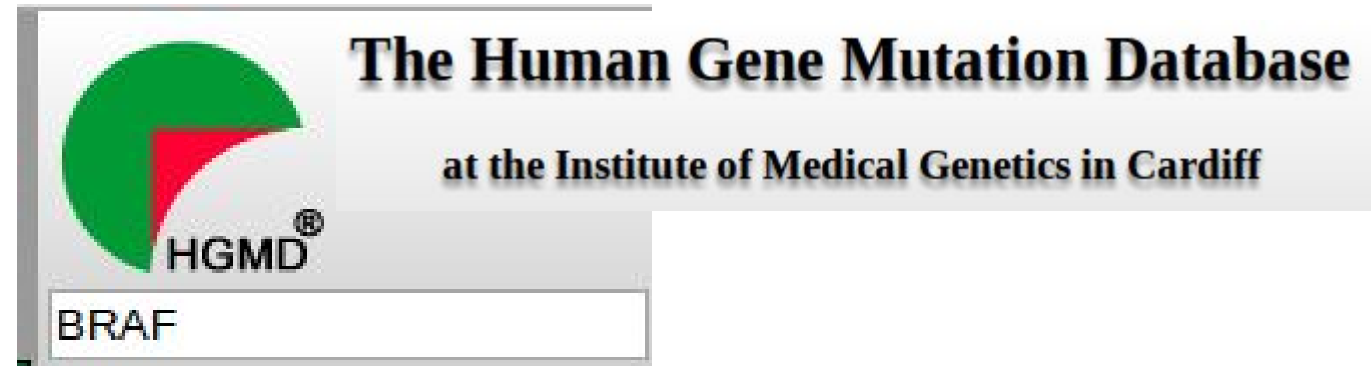 The Human Gene Mutation Database
at the Institute of Medical Genetics in Cardiff
HGMD®
BRAF